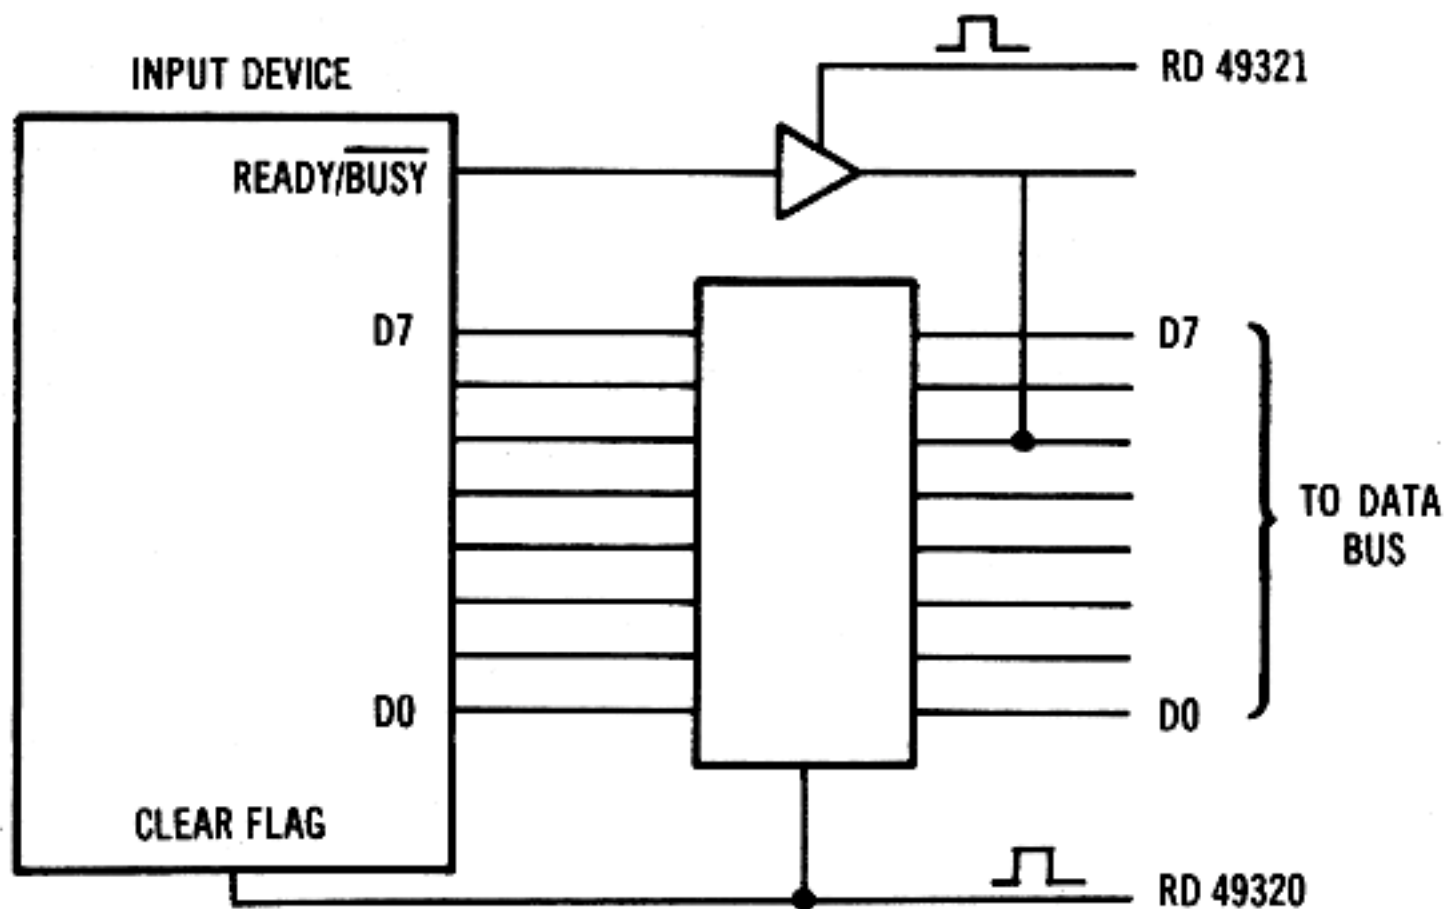 INPUT DEVICE
RD 49321
READY/BUSY
D7
D7
TO DATA
BUS
D0
D0
CLEAR FLAG
RD 49320